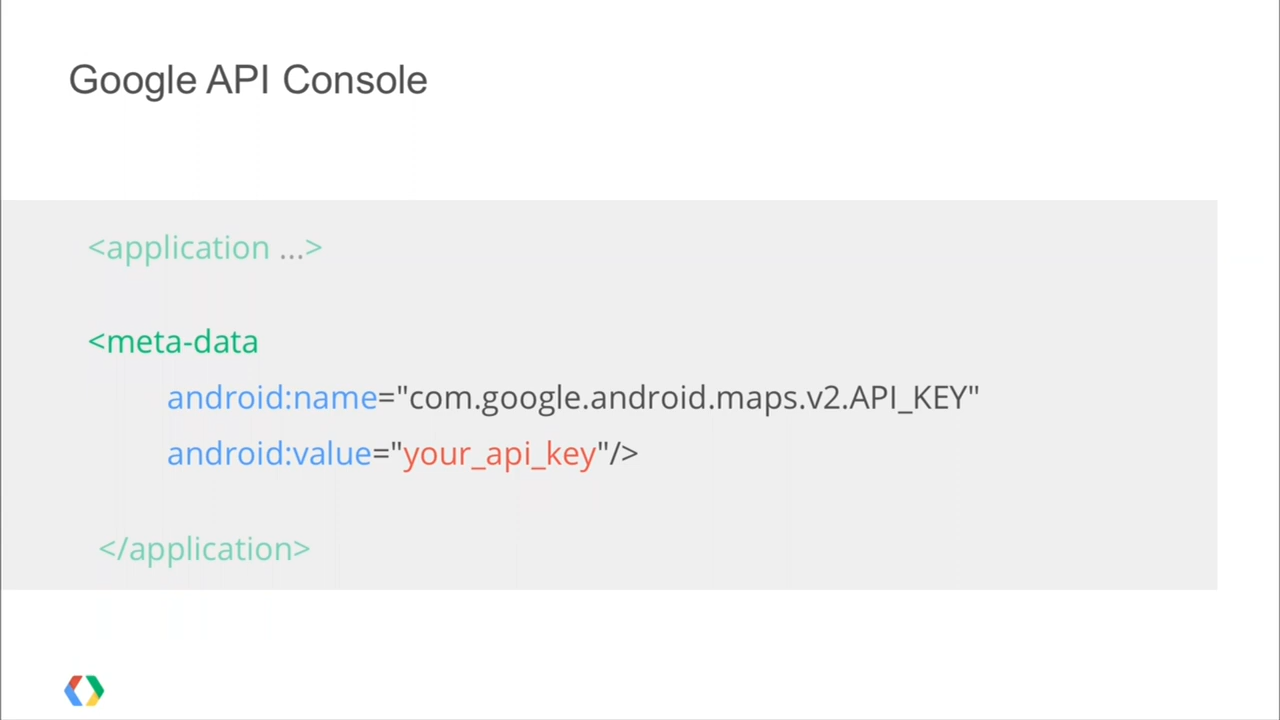 Google API Console
<application ...>
<meta-data
android:name="com.google.android.maps.v2.API_KEY"
android:value="your_api_key"/>
</application>